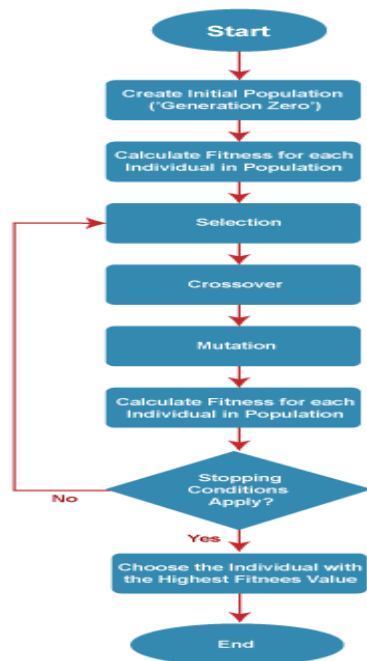 Start
Create Initial Population
("Generation Zero")
Calculate Fitness for each
Individual in Population
Selection
Crossover
Mutation
Calculate Fitness for each
Individual in Population
Stopping
Conditions
Apply?
No
Yes
Choose the Individual with
the Highest Fitnees Value
End